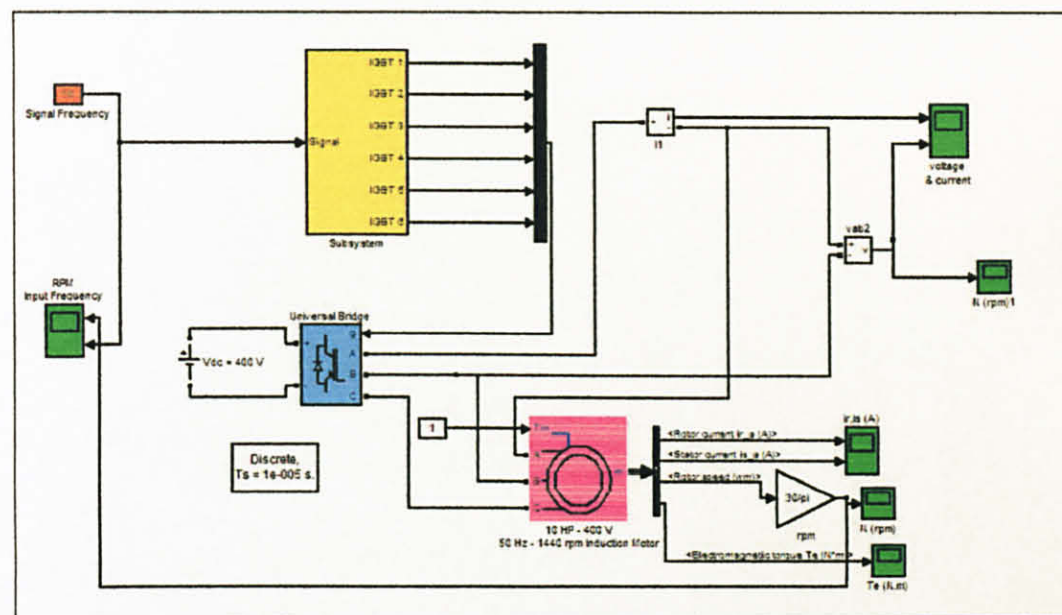 Signal Frequency
Signal
IGBT 1
IGBT 2
IGBT 3
IGBT 4
IGBT 5
IGBT 6
Subsystem
I1
voltage
& current
vab2
N (rpm)1
RPM
Input Frequency
Universal Bridge
Vdc = 400 V
g
A
B
C
Discrete,
Ts = 1e-005 s.
1
Tm
A
B
C
m
10 HP - 400 V
50 Hz - 1440 rpm Induction Motor
<Rotor current ir_a (A)>
<Stator current is_a (A)>
<Rotor speed (wm)>
<Electromagnetic torque Te (N*m)>
30/pi
rpm
ir,is (A)
N (rpm)
Te (N.m)